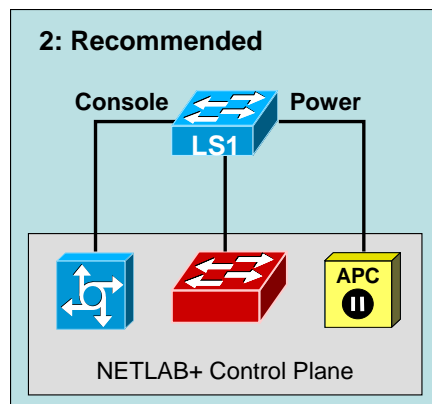 2: Recommended
Console
Power
LS1
APC
NETLAB+ Control Plane